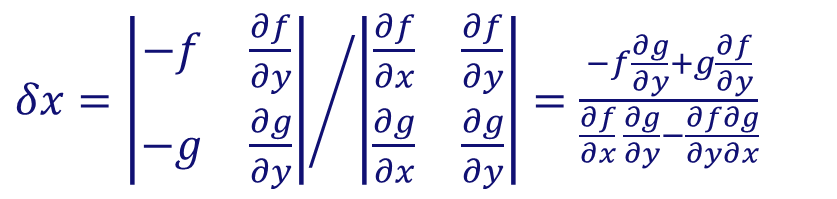 δx = | −f ∂f/∂y ; −g ∂g/∂y | / | ∂f/∂x ∂f/∂y ; ∂g/∂x ∂g/∂y | = (−f ∂g/∂y + g ∂f/∂y) / (∂f/∂x ∂g/∂y − ∂f/∂y ∂g/∂x)